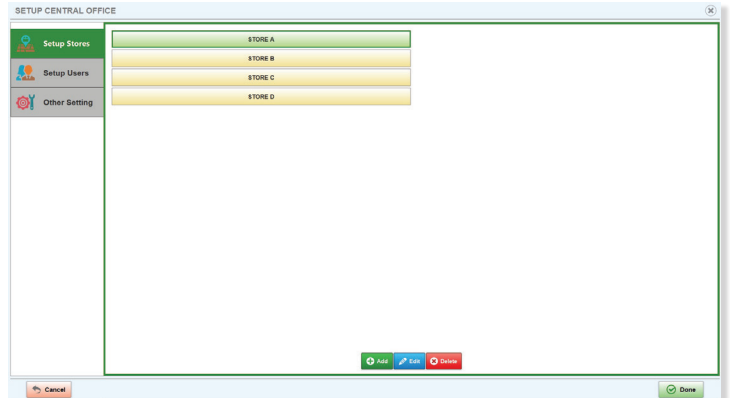 SETUP CENTRAL OFFICE
Setup Stores
Setup Users
Other Setting
STORE A
STORE B
STORE C
STORE D
Add Edit Delete
Cancel
Done